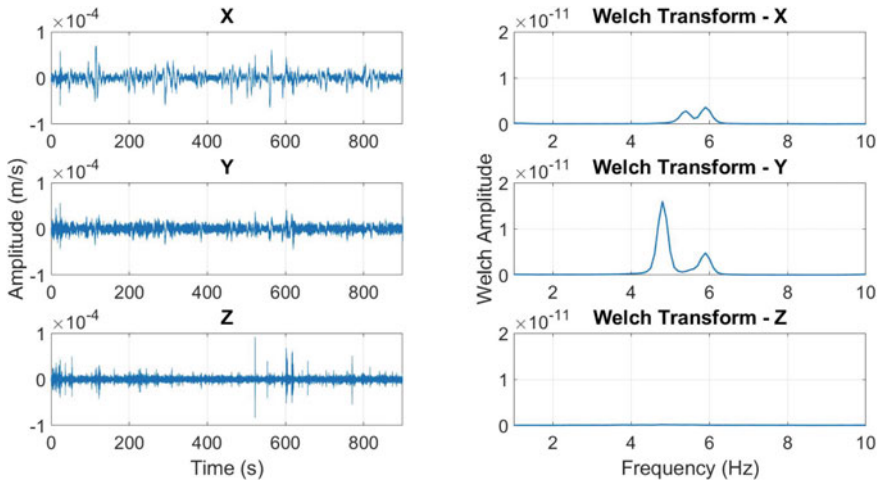 X
×10-4
1
0
-1
0 200 400 600 800
Y
×10-4
1
0
-1
0 200 400 600 800
Z
×10-4
1
0
-1
0 200 400 600 800
Amplitude (m/s)
Time (s)
Welch Transform - X
×10-11
2
1
0
2 4 6 8 10
Welch Transform - Y
×10-11
2
1
0
2 4 6 8 10
Welch Transform - Z
×10-11
2
1
0
2 4 6 8 10
Welch Amplitude
Frequency (Hz)